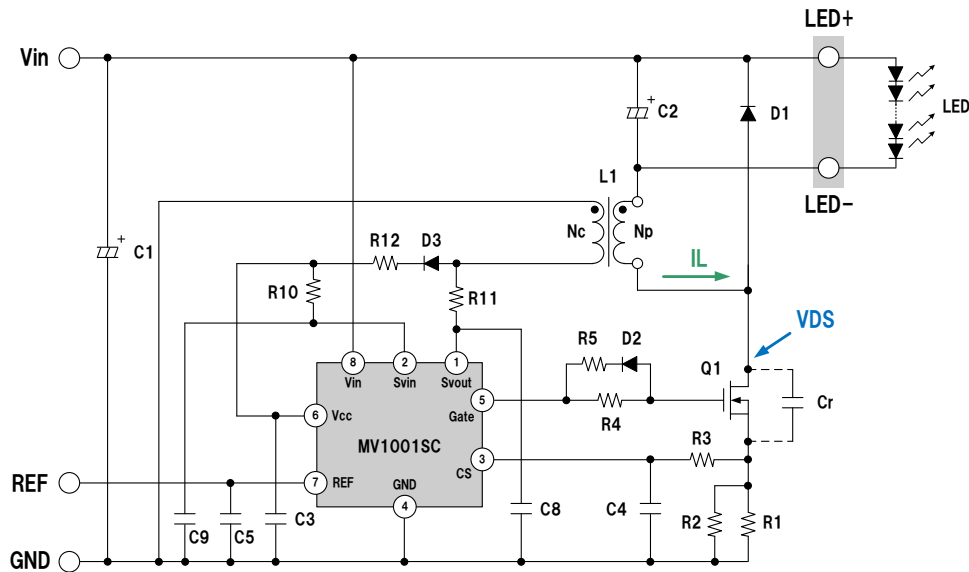 LED+
Vin
C2
D1
LED
L1
LED-
C1
Nc
Np
R12
D3
IL
R10
R11
VDS
R5
D2
Q1
8
2
1
Vin
Svin
Svout
5
Gate
R4
Cr
6
Vcc
MV1001SC
R3
3
CS
REF
7
REF
GND
4
C9
C5
C3
C8
C4
R2
R1
GND
+
+